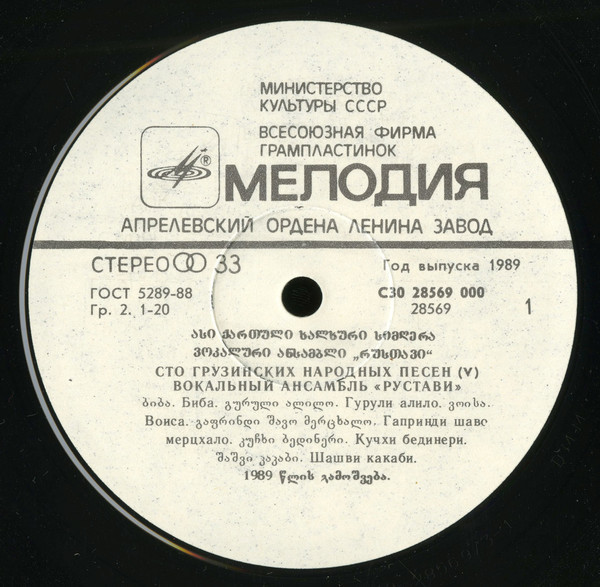 МИНИСТЕРСТВО
КУЛЬТУРЫ СССР
ВСЕСОЮЗНАЯ ФИРМА
ГРАМПЛАСТИНОК
®
МЕЛОДИЯ
АПРЕЛЕВСКИЙ ОРДЕНА ЛЕНИНА ЗАВОД
СТЕРЕО 33
Год выпуска 1989
ГОСТ 5289-88
С30 28569 000
Гр. 2. 1-20
28569
1
ასი ქართული ხალხური სიმღერა
ვოკალური ანსამბლი „რუსთავი“
СТО ГРУЗИНСКИХ НАРОДНЫХ ПЕСЕН (V)
ВОКАЛЬНЫЙ АНСАМБЛЬ «РУСТАВИ»
ბიბა. Биба. გურული ალილო. Гурули алило. ვოისა.
Воиса. გაფრინდი შავო მერცხალო. Гапринди шаво
мерцхало. კუჩხი ბედინერი. Кучхи бединери.
შაშვი კაკაბი. Шашви какаби.
1989 წლის გამოშვება.